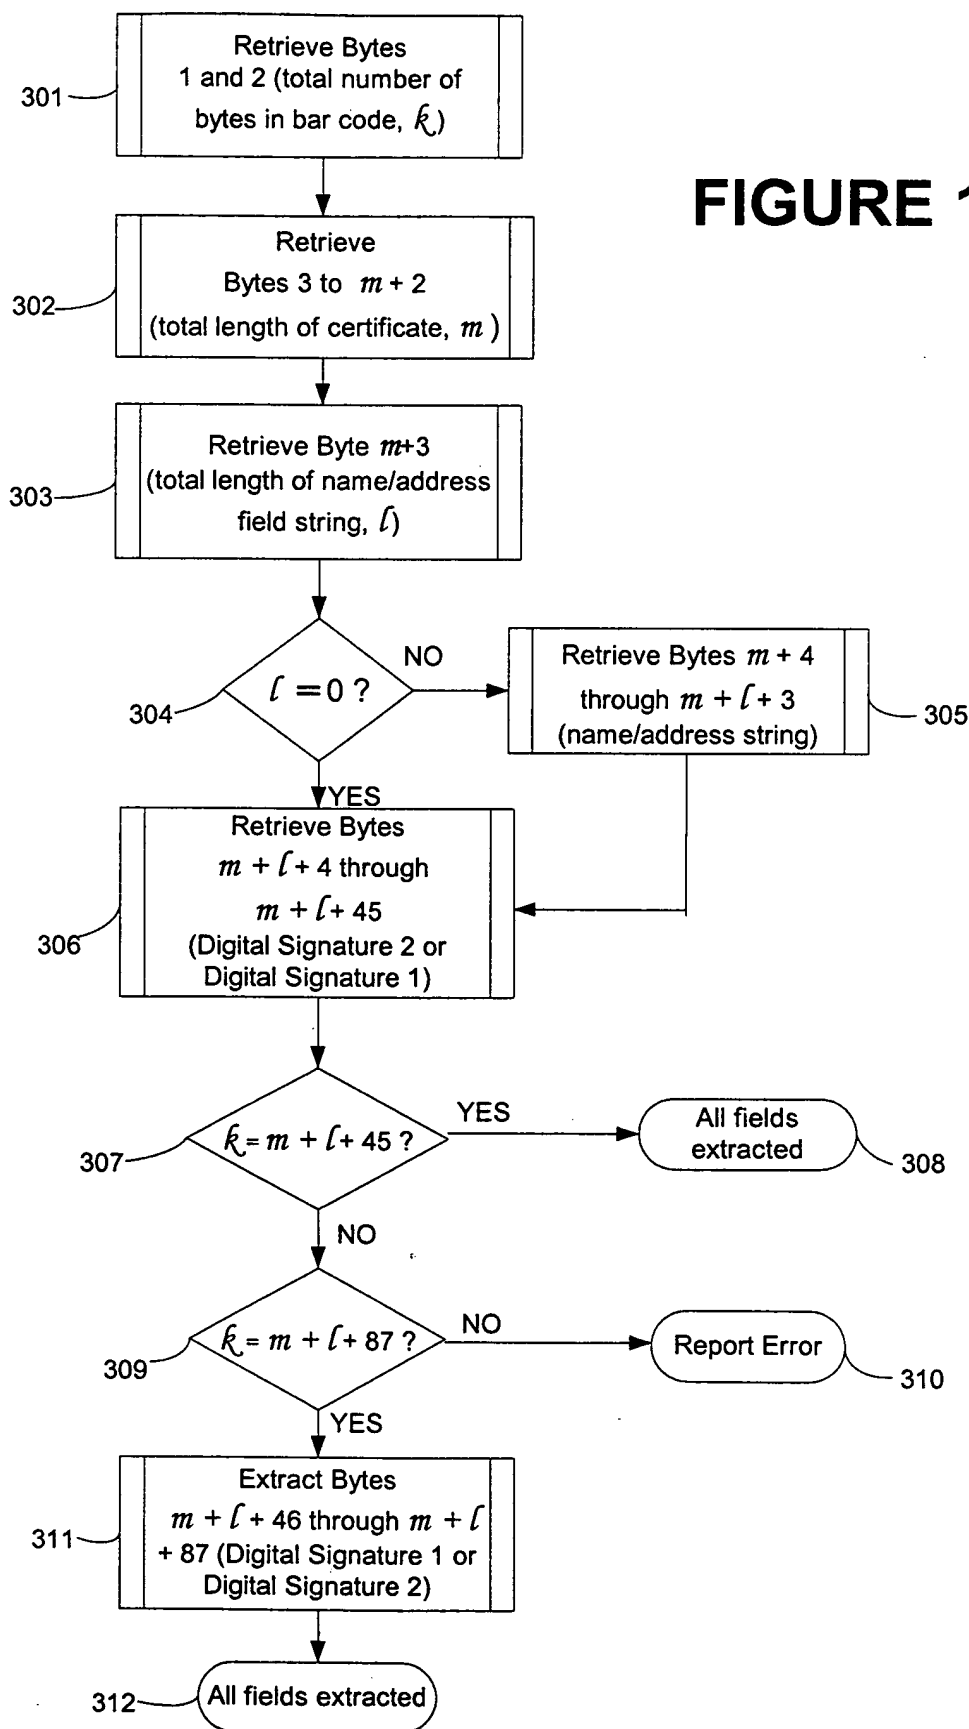 Retrieve Bytes
1 and 2 (total number of
bytes in bar code, k)
301
FIGURE 1
Retrieve
Bytes 3 to m + 2
(total length of certificate, m )
302
Retrieve Byte m+3
(total length of name/address
field string, l)
303
l = 0 ?
304
NO
YES
Retrieve Bytes m + 4
through m + l + 3
(name/address string)
305
Retrieve Bytes
m + l + 4 through
m + l + 45
(Digital Signature 2 or
Digital Signature 1)
306
k = m + l + 45 ?
307
YES
All fields
extracted
308
NO
k = m + l + 87 ?
309
NO
Report Error
310
YES
Extract Bytes
m + l + 46 through m + l
+ 87 (Digital Signature 1 or
Digital Signature 2)
311
All fields extracted
312